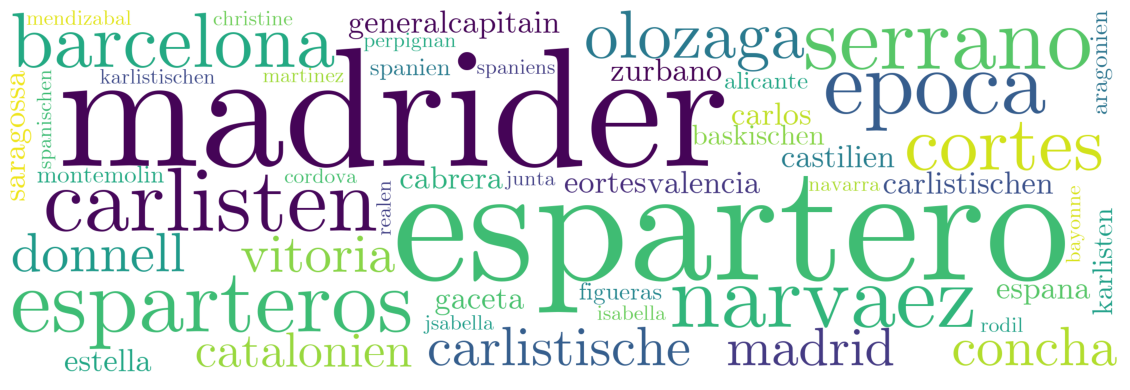 mendizabal
christine
generalcapitain
barcelona
perpignan
olozaga
serrano
aragonien
karlistischen
martinez
spanien
spaniens
zurbano
alicante
epoca
saragossa
spanischen
madrider
carlos
baskischen
cortes
castilien
montemolin
cordova
cabrera
junta
eortes
valencia
navarra
carlistischen
carlisten
realen
espartero
bayonne
karlisten
donnell
vitoria
esparteros
gaceta
figueras
isabella
narvaez
espana
jsabella
rodil
estella
catalonien
carlistische
madrid
concha